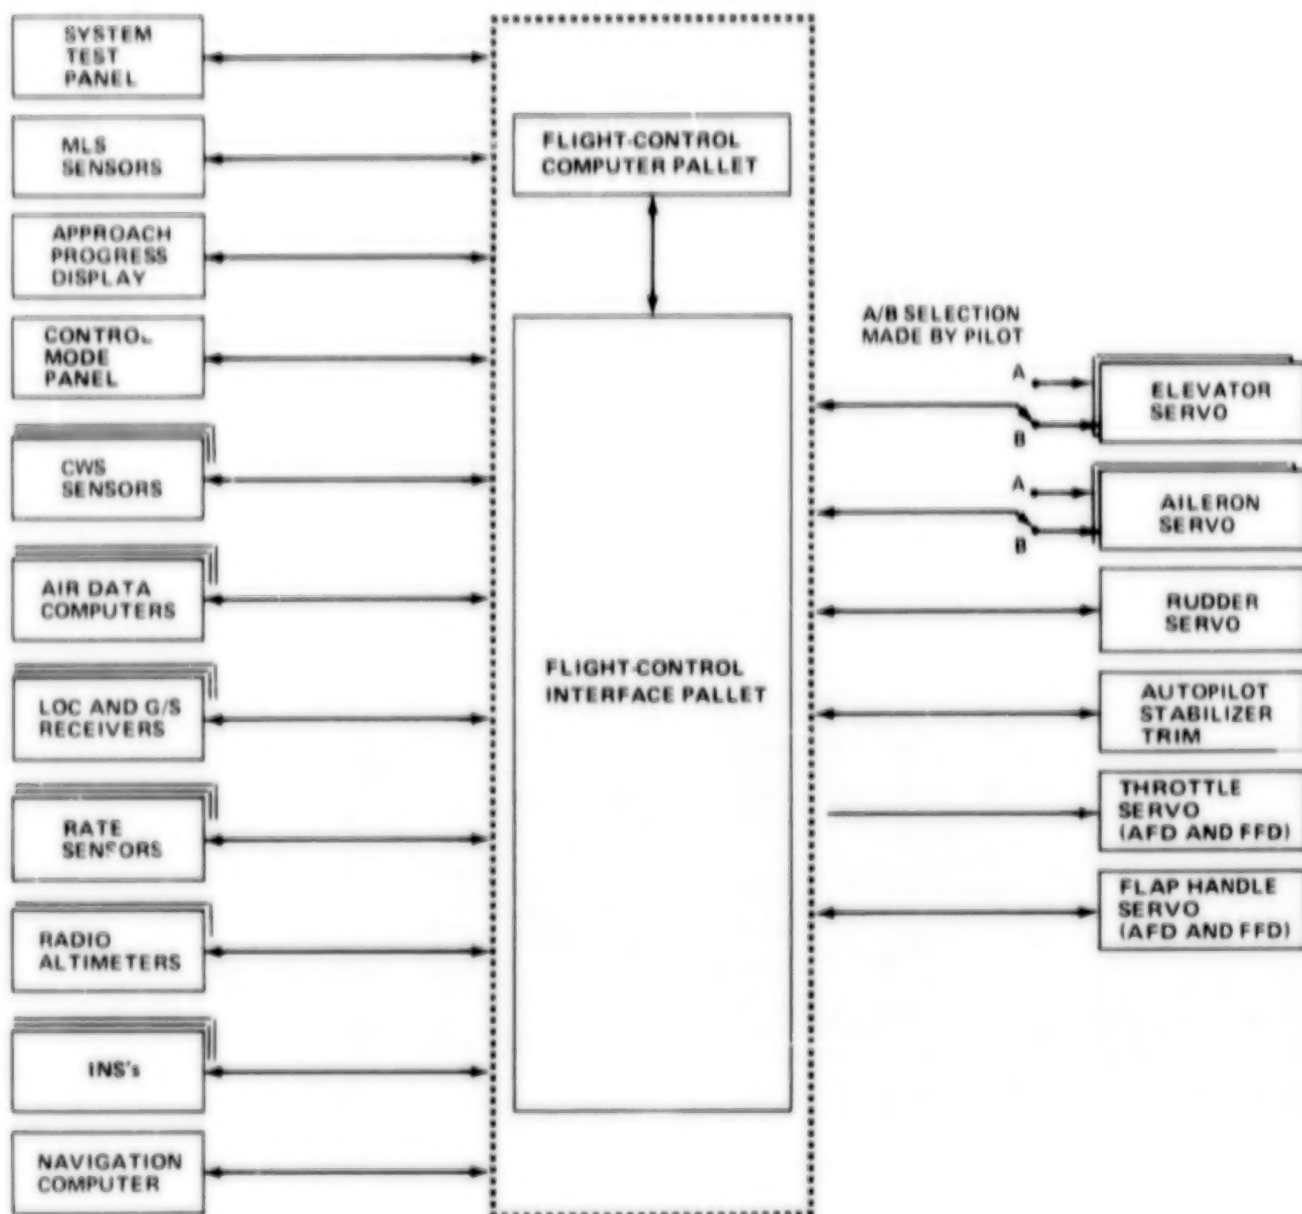 SYSTEM
TEST
PANEL
MLS
SENSORS
APPROACH
PROGRESS
DISPLAY
CONTROL
MODE
PANEL
CWS
SENSORS
AIR DATA
COMPUTERS
LOC AND G/S
RECEIVERS
RATE
SENSORS
RADIO
ALTIMETERS
INS's
NAVIGATION
COMPUTER
FLIGHT-CONTROL
COMPUTER PALLET
FLIGHT-CONTROL
INTERFACE PALLET
A/B SELECTION
MADE BY PILOT
A
B
ELEVATOR
SERVO
A
B
AILERON
SERVO
RUDDER
SERVO
AUTOPILOT
STABILIZER
TRIM
THROTTLE
SERVO
(AFD AND FFD)
FLAP HANDLE
SERVO
(AFD AND FFD)